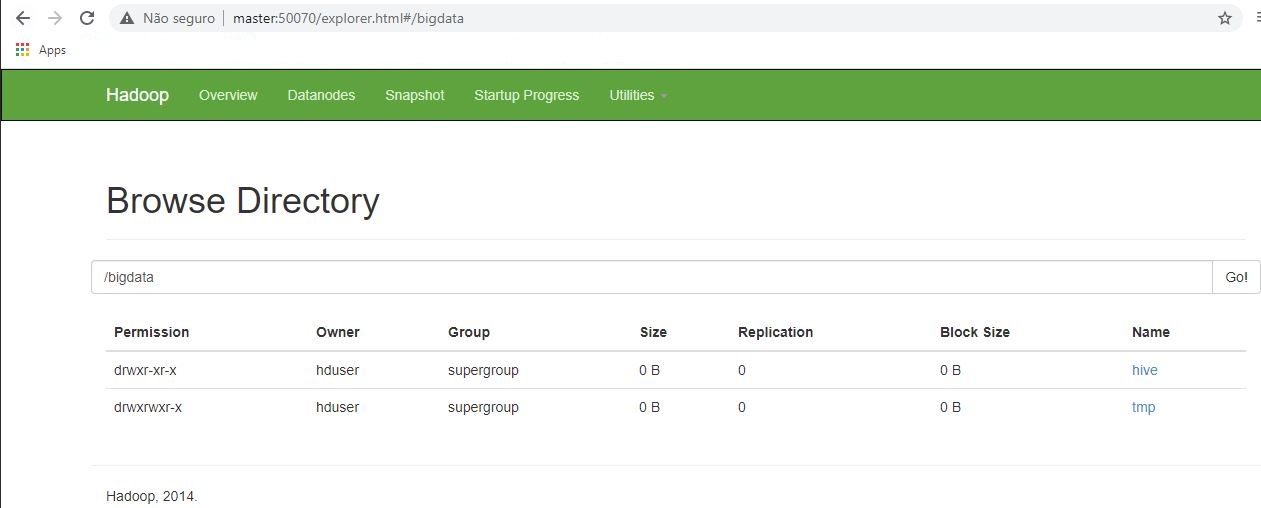 Não seguro | master:50070/explorer.html#/bigdata
Apps
Hadoop Overview Datanodes Snapshot Startup Progress Utilities
Browse Directory
/bigdata Go!
Permission Owner Group Size Replication Block Size Name
drwxr-xr-x hduser supergroup 0 B 0 0 B hive
drwxrwxr-x hduser supergroup 0 B 0 0 B tmp
Hadoop, 2014.